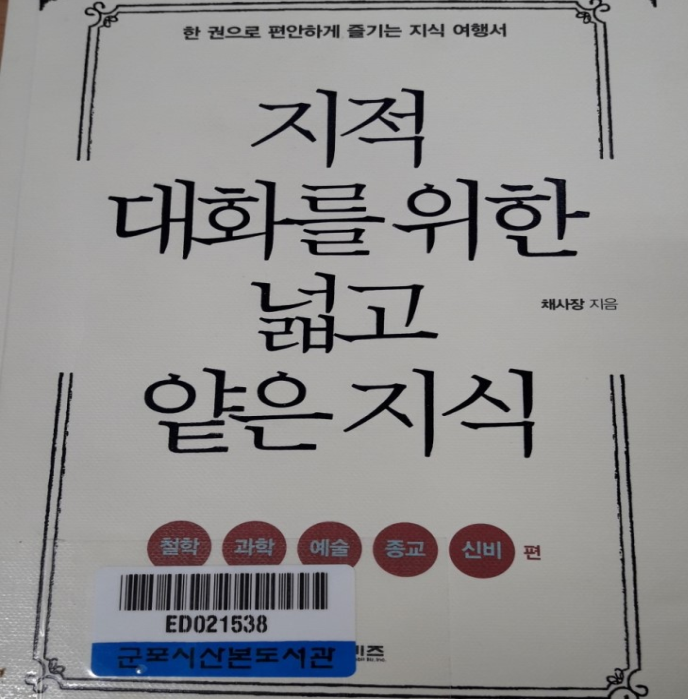 한 권으로 편안하게 즐기는 지식 여행서
지적
대화를 위한
넓고
채사장 지음
얕은 지식
철학 과학 예술 종교 신비 편
ED021538
군포시산본도서관